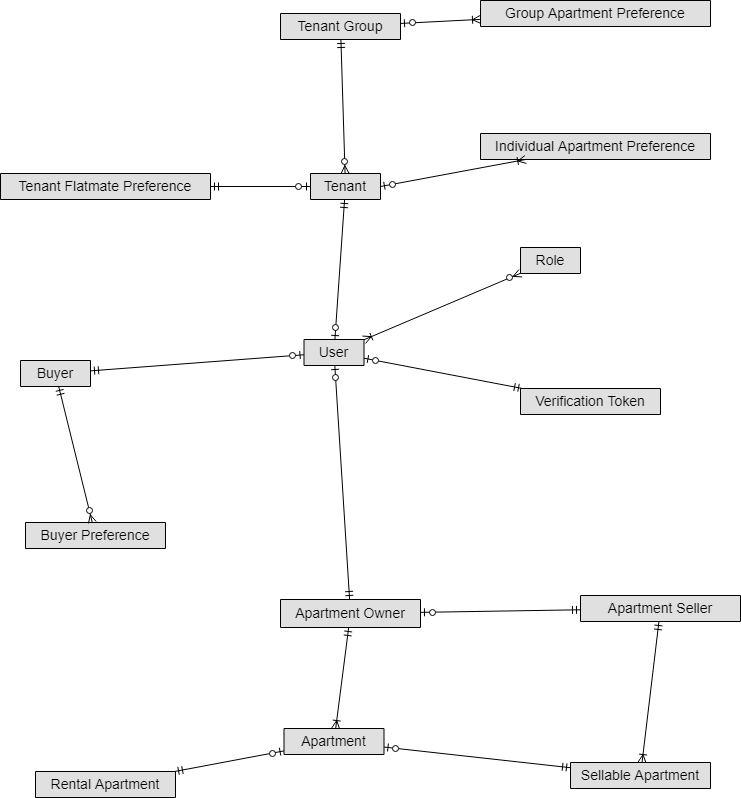 Group Apartment Preference
Tenant Group
Individual Apartment Preference
Tenant Flatmate Preference
Tenant
Role
User
Buyer
Verification Token
Buyer Preference
Apartment Owner
Apartment Seller
Apartment
Rental Apartment
Sellable Apartment